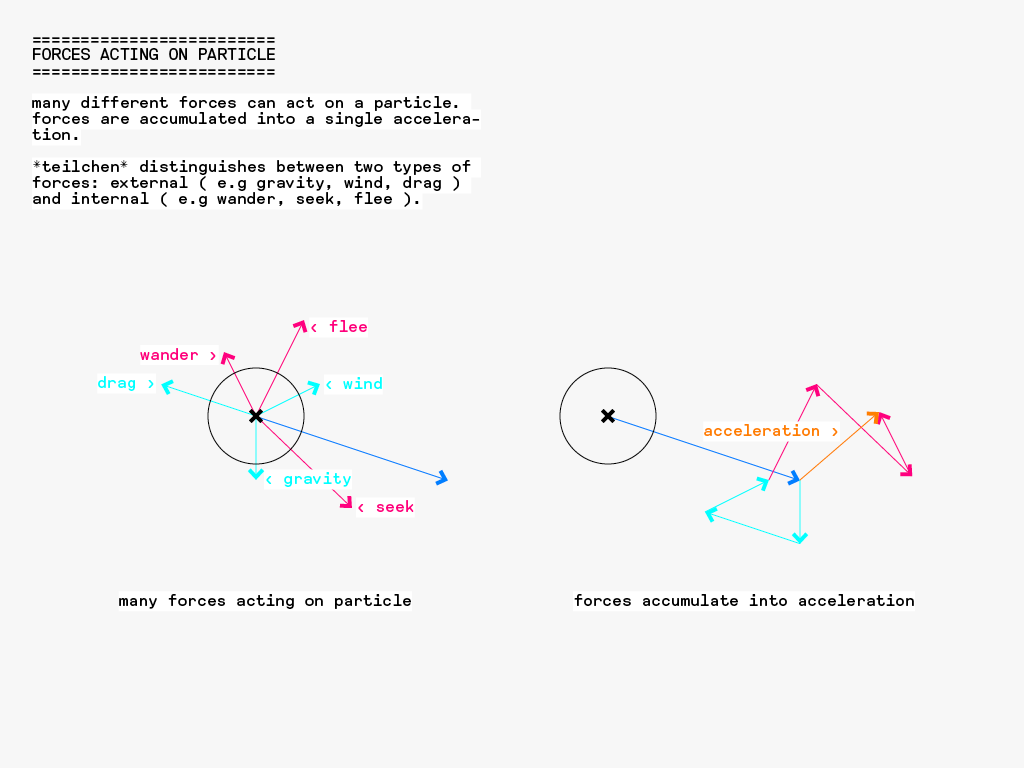 =========================
FORCES ACTING ON PARTICLE
=========================
many different forces can act on a particle.
forces are accumulated into a single accelera-
tion.
*teilchen* distinguishes between two types of
forces: external ( e.g gravity, wind, drag )
and internal ( e.g wander, seek, flee ).
< flee
wander >
drag >
< wind
< gravity
< seek
acceleration >
many forces acting on particle
forces accumulate into acceleration